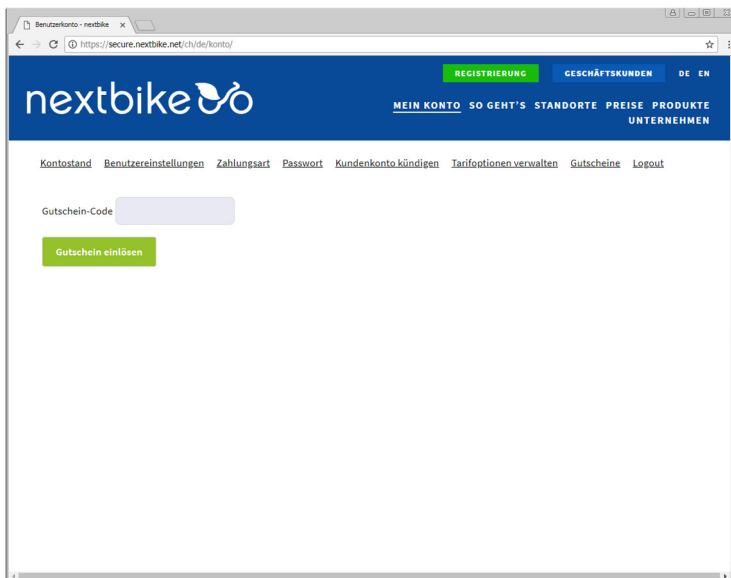 Benutzerkonto - nextbike
https://secure.nextbike.net/ch/de/konto/
REGISTRIERUNG GESCHÄFTSKUNDEN DE EN
nextbike
MEIN KONTO SO GEHT'S STANDORTE PREISE PRODUKTE
UNTERNEHMEN
Kontostand Benutzereinstellungen Zahlungsart Passwort Kundenkonto kündigen Tarifoptionen verwalten Gutscheine Logout
Gutschein-Code
Gutschein einlösen